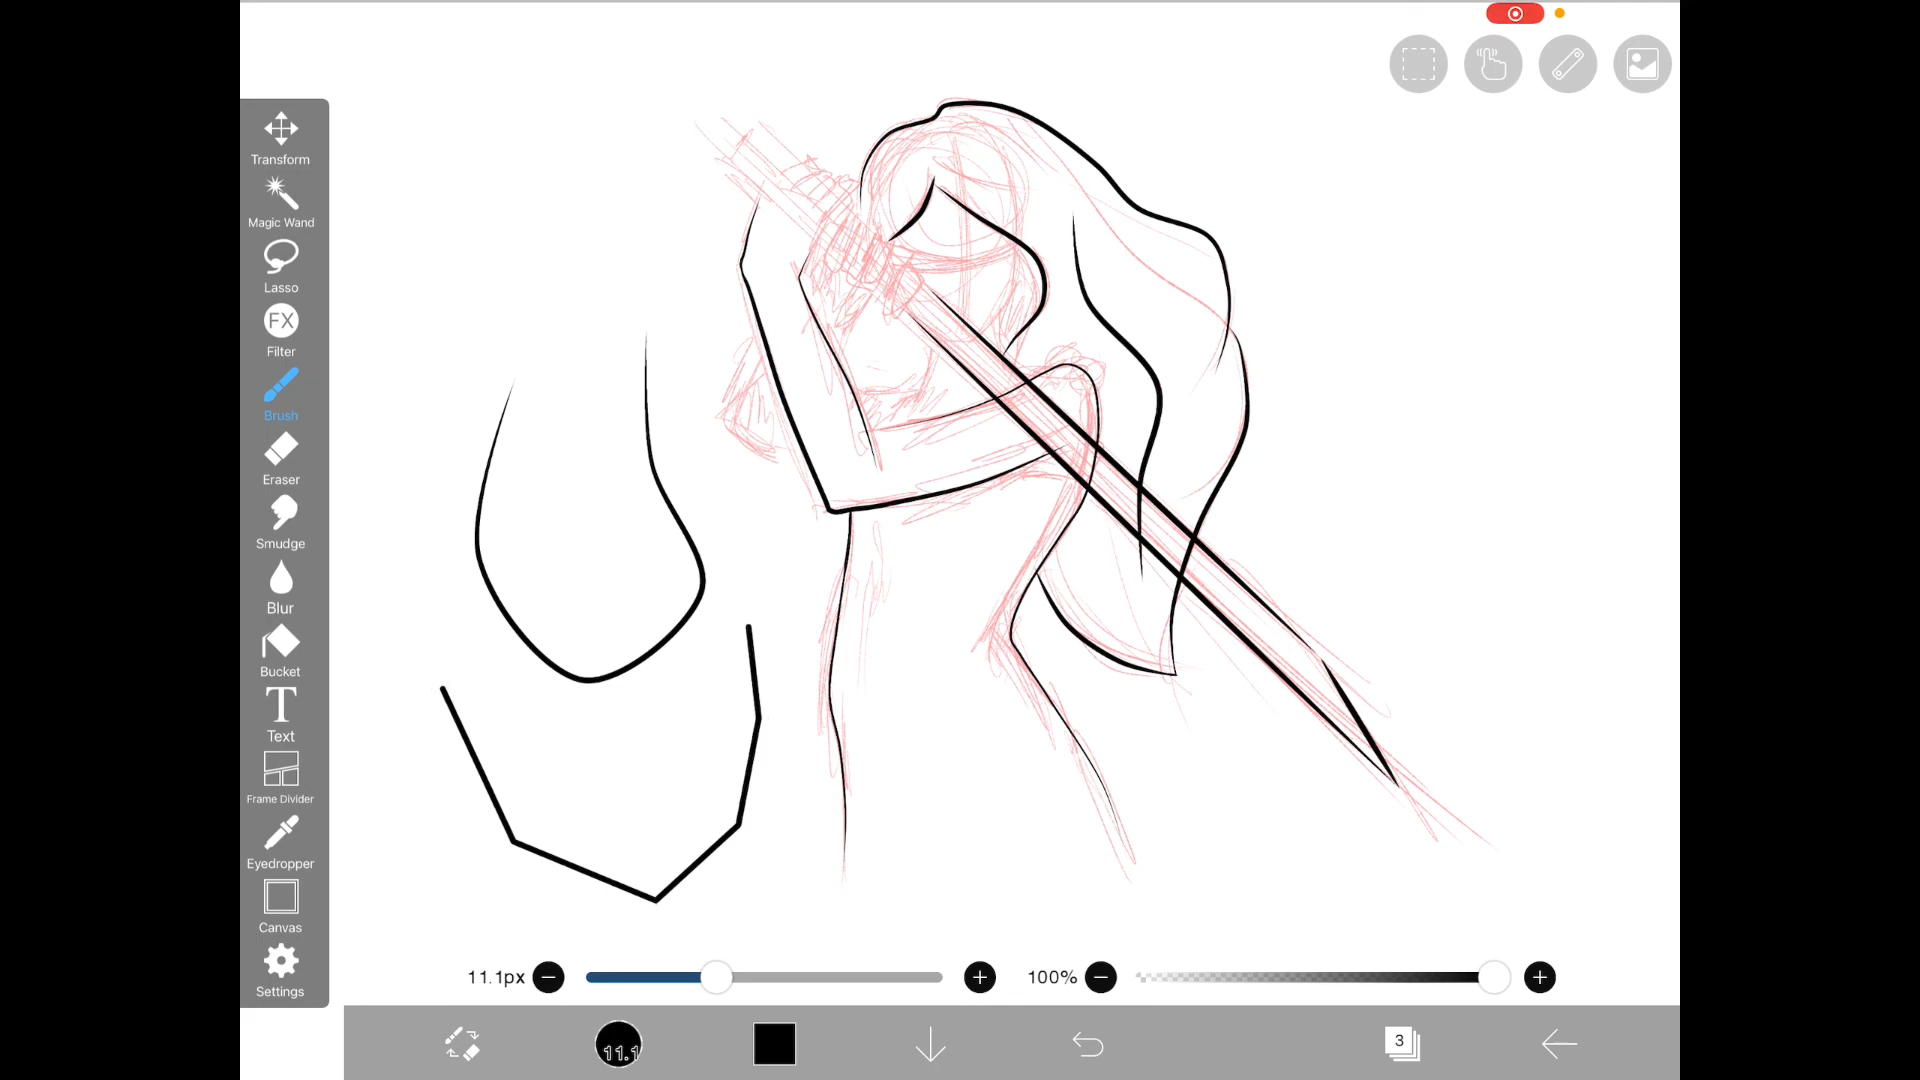 Transform
Magic Wand
Lasso
FX
Filter
Brush
Eraser
Smudge
Blur
Bucket
T
Text
Frame Divider
Eyedropper
Canvas
Settings
11.1px
100%
11.1
3